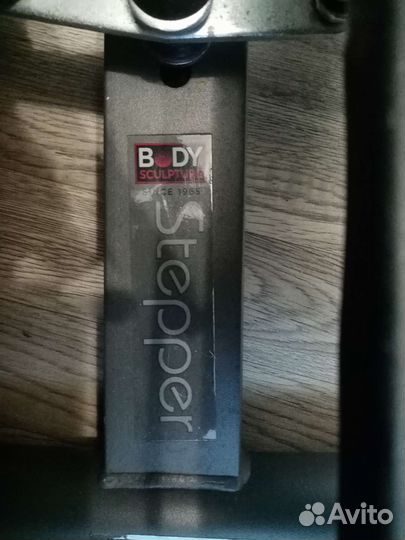 BODY
SCULPTURE
SINCE 1965
Stepper
Avito